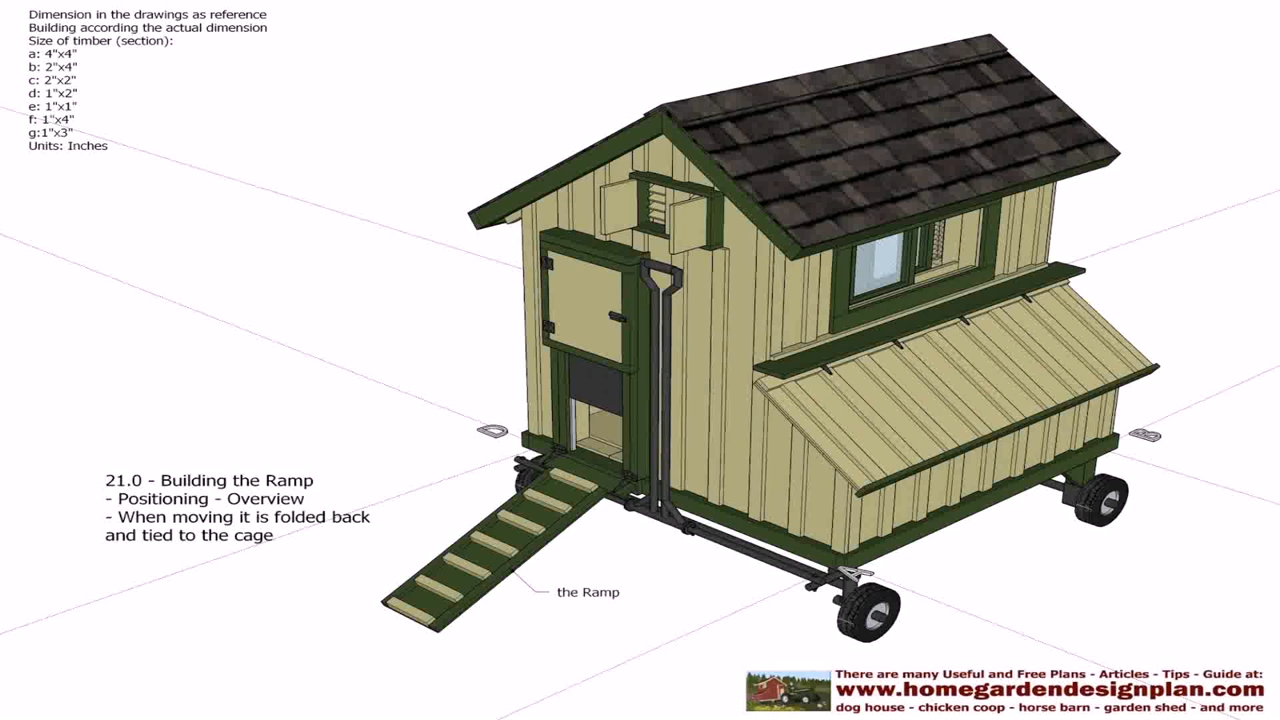 Dimension in the drawings as reference
Building according the actual dimension
Size of timber (section):
a: 4"x4"
b: 2"x4"
c: 2"x2"
d: 1"x2"
e: 1"x1"
f: 1"x4"
g:1"x3"
Units: Inches
D
B
21.0 - Building the Ramp
- Positioning - Overview
- When moving it is folded back
and tied to the cage
A
the Ramp
There are many Useful and Free Plans - Articles - Tips - Guide at:
www.homegardendesignplan.com
dog house - chicken coop - horse barn - garden shed - and more